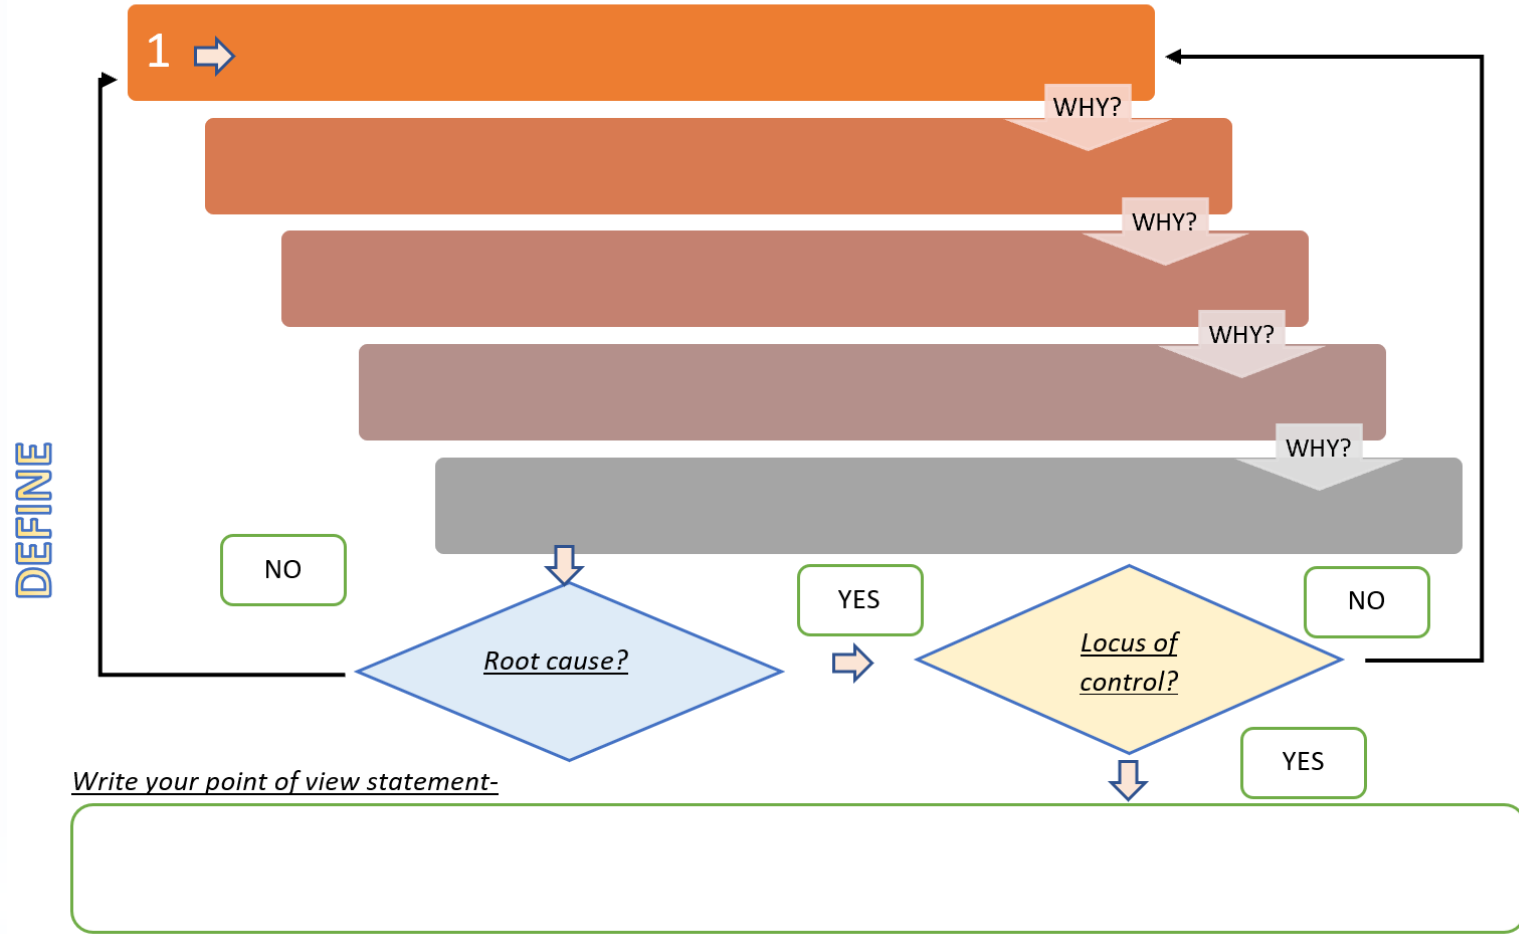 1
WHY?
WHY?
WHY?
WHY?
DEFINE
NO
YES
NO
Root cause?
Locus of
control?
YES
Write your point of view statement-